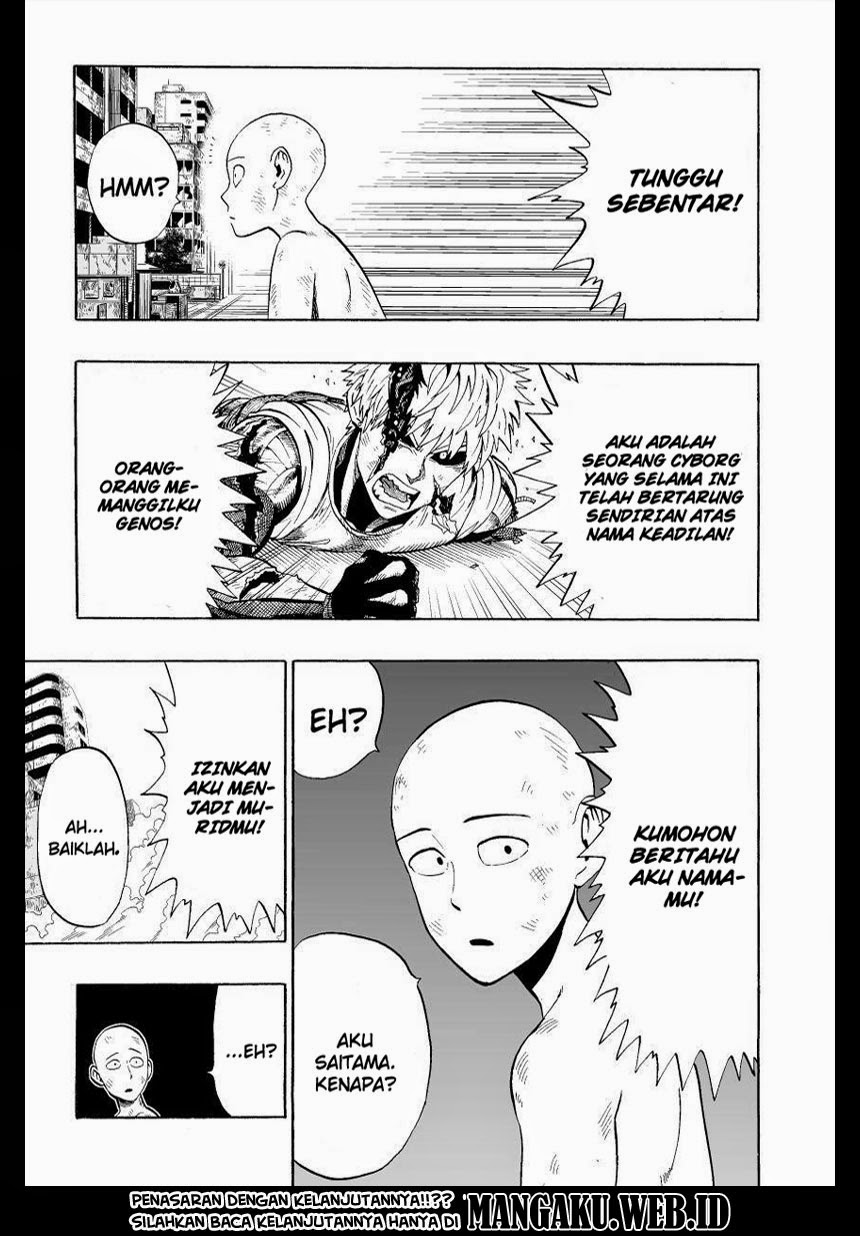 TUNGGU
SEBENTAR!
HMM?
AKU ADALAH
SEORANG CYBORG
YANG SELAMA INI
TELAH BERTARUNG
SENDIRIAN ATAS
NAMA KEADILAN!
ORANG-
ORANG ME-
MANGGILKU
GENOS!
KUMOHON
BERITAHU
AKU NAMA-
MU!
EH?
AKU
SAITAMA.
KENAPA?
IZINKAN
AKU MEN-
JADI MU-
RIDMU!
AH...
BAIKLAH.
...EH?
PENASARAN DENGAN KELANJUTANNYA!!??
SILAHKAN BACA KELANJUTANNYA HANYA DI MANGAKU.WEB.ID